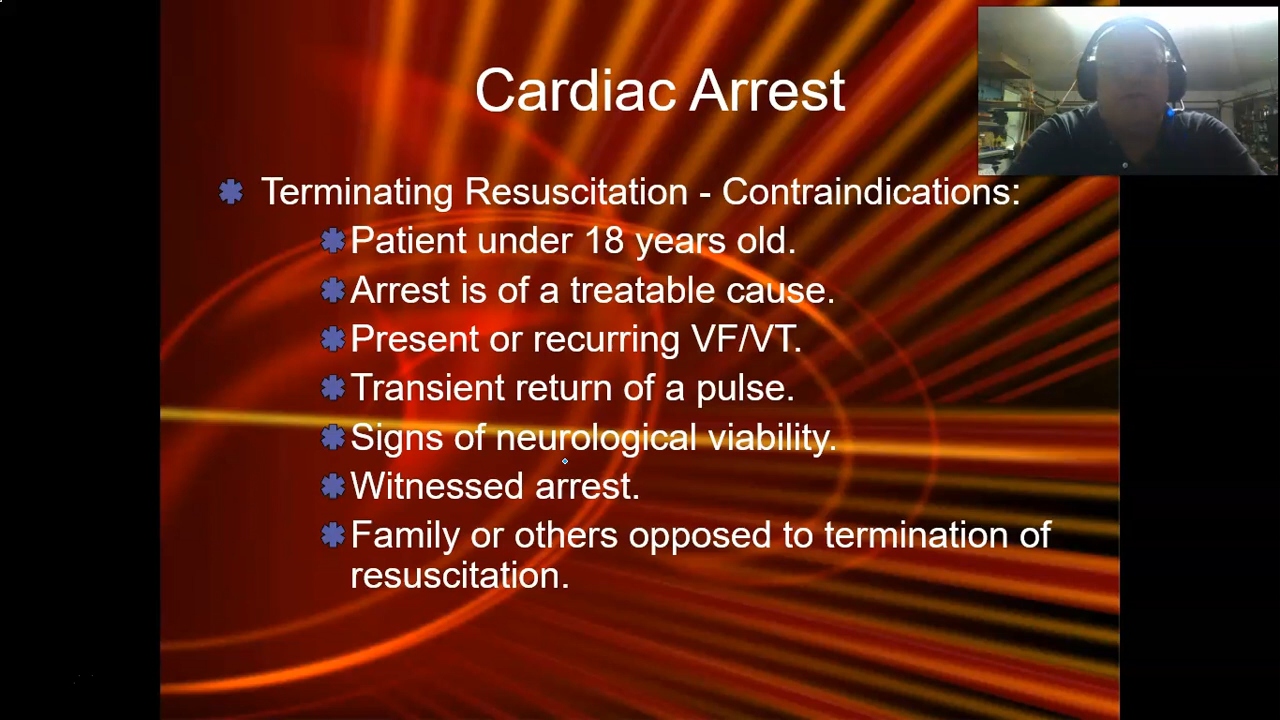 Cardiac Arrest
Terminating Resuscitation - Contraindications:
Patient under 18 years old.
Arrest is of a treatable cause.
Present or recurring VF/VT.
Transient return of a pulse.
Signs of neurological viability.
Witnessed arrest.
Family or others opposed to termination of
resuscitation.